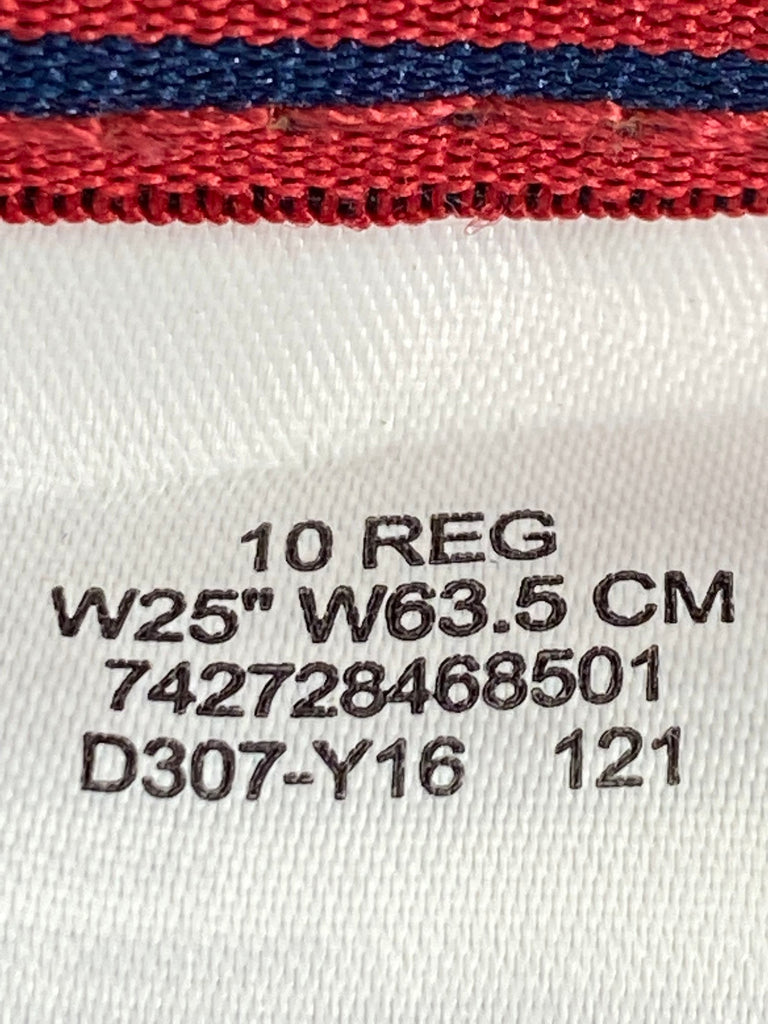 10 REG
W25" W63.5 CM
742728468501
D307-Y16 121